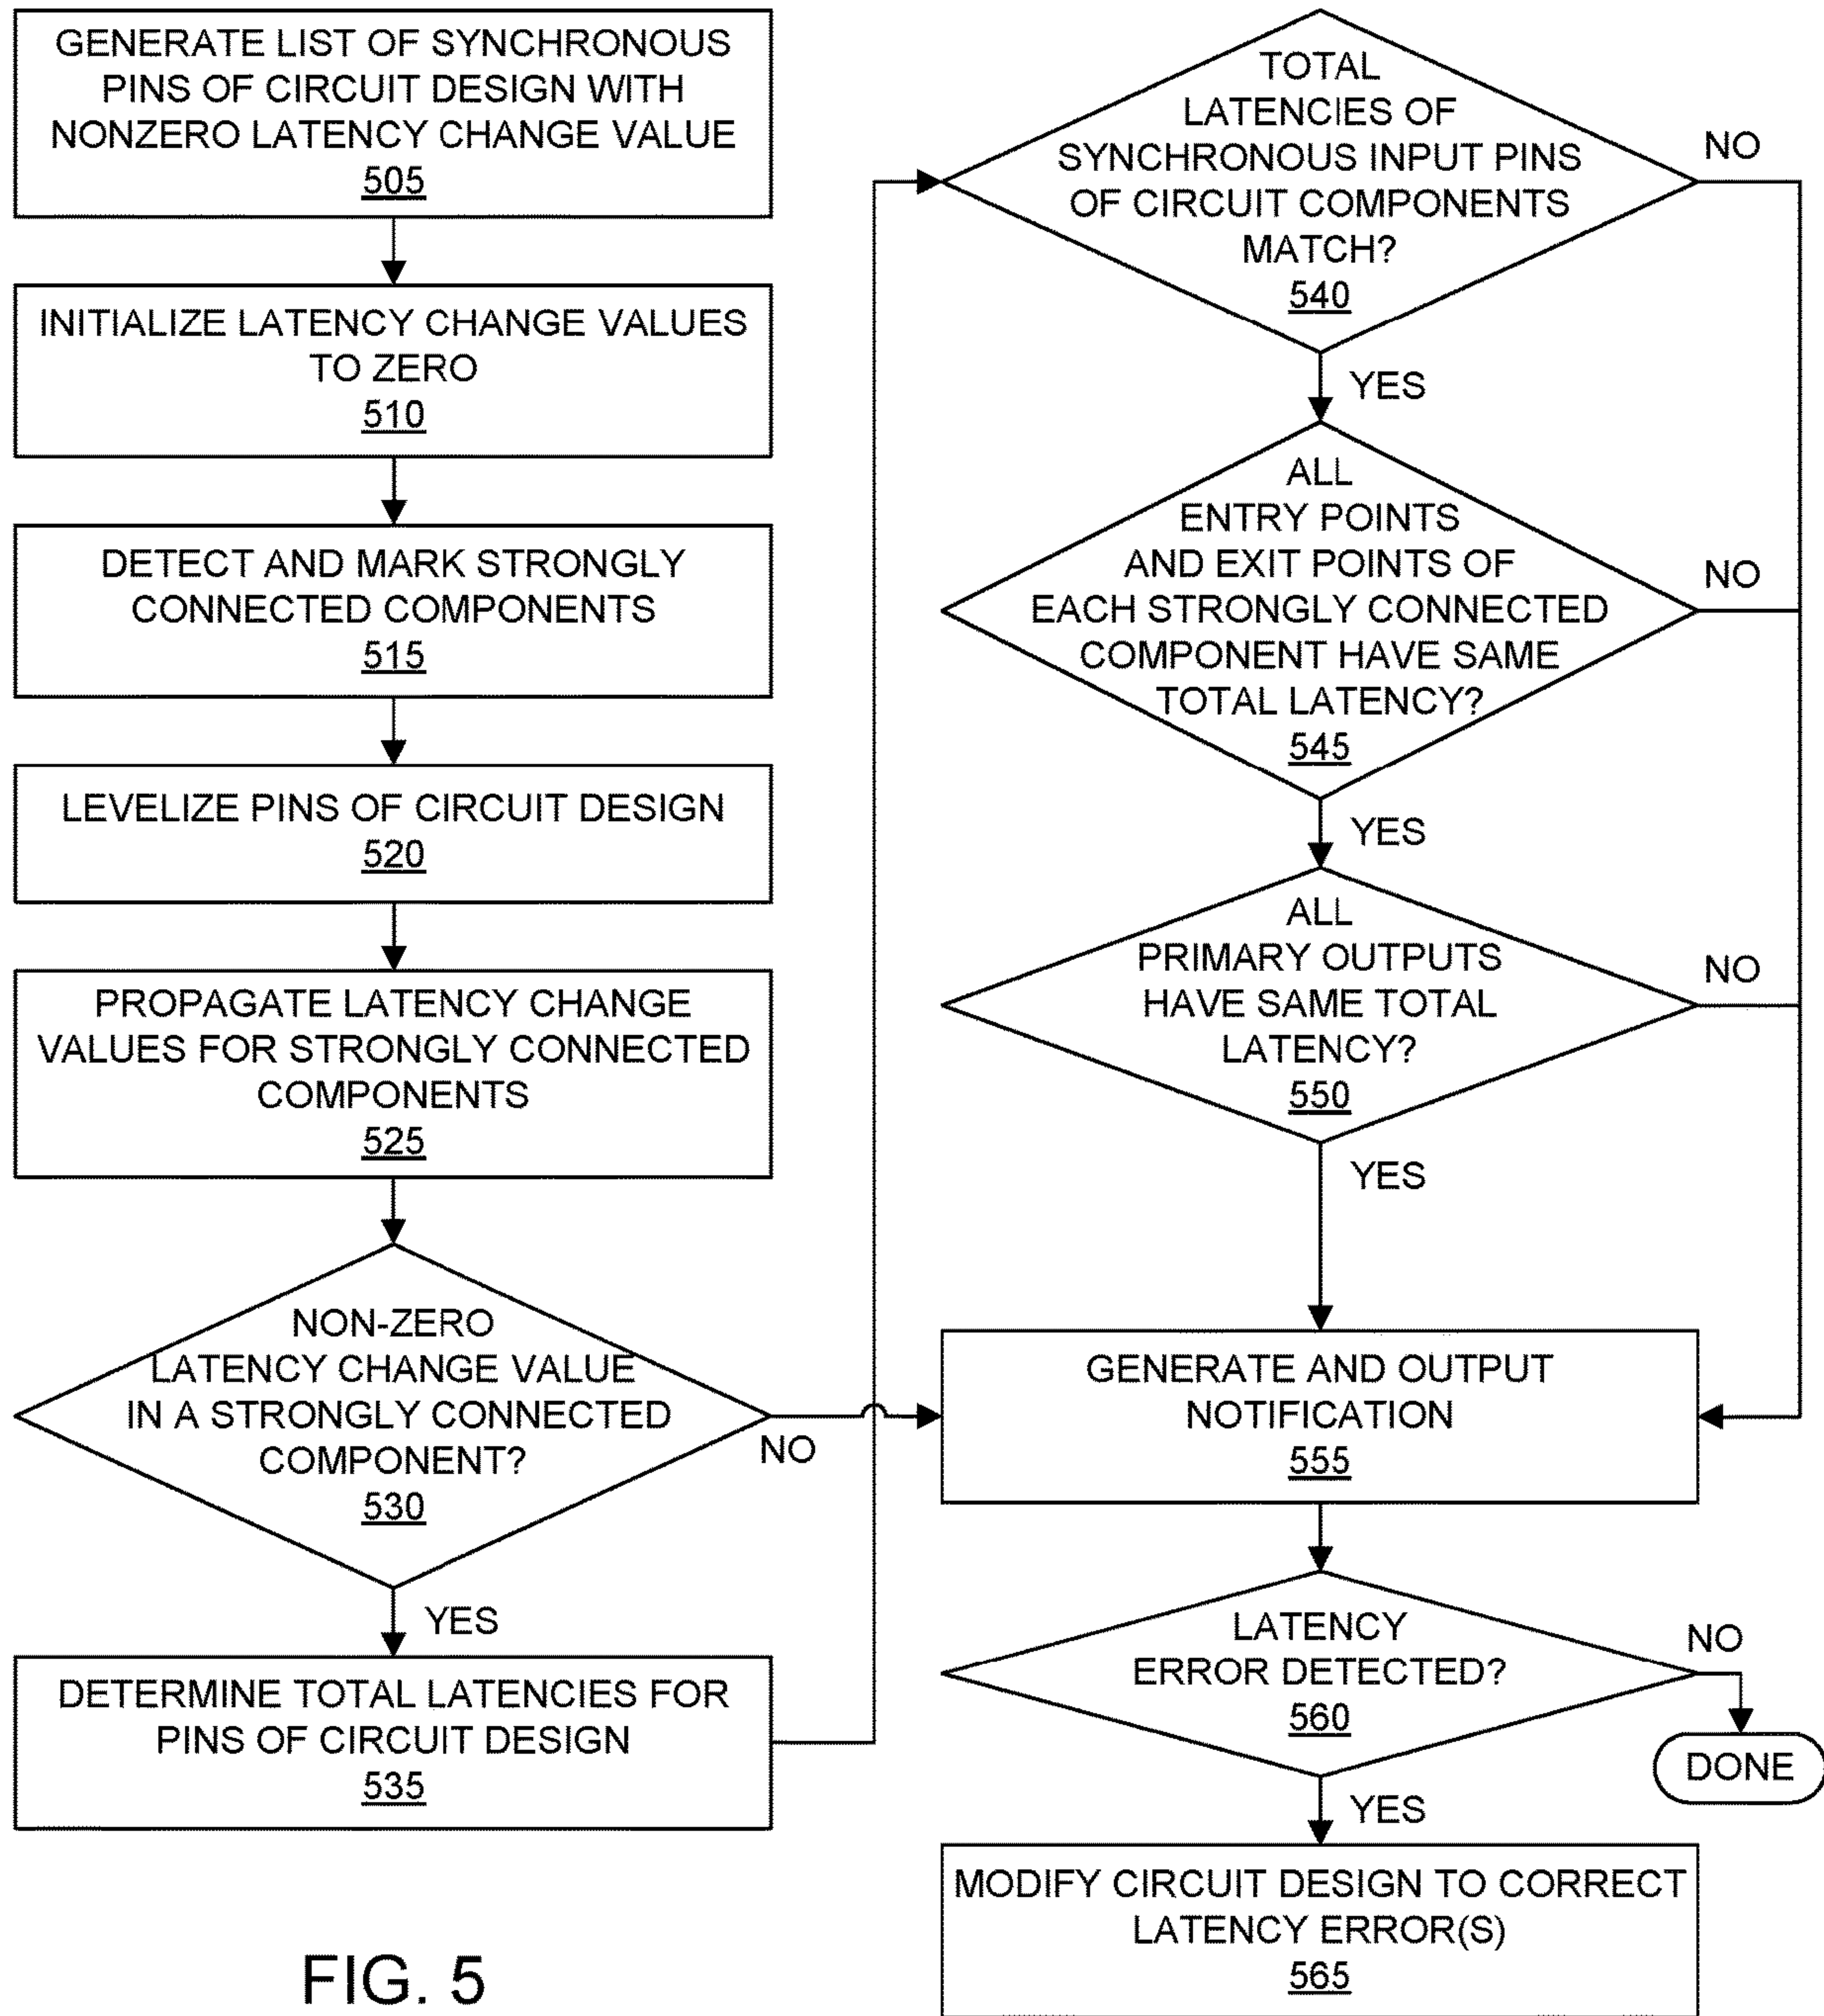 GENERATE LIST OF SYNCHRONOUS
PINS OF CIRCUIT DESIGN WITH
NONZERO LATENCY CHANGE VALUE
505
INITIALIZE LATENCY CHANGE VALUES
TO ZERO
510
DETECT AND MARK STRONGLY
CONNECTED COMPONENTS
515
LEVELIZE PINS OF CIRCUIT DESIGN
520
PROPAGATE LATENCY CHANGE
VALUES FOR STRONGLY CONNECTED
COMPONENTS
525
NON-ZERO
LATENCY CHANGE VALUE
IN A STRONGLY CONNECTED
COMPONENT?
530
NO
YES
DETERMINE TOTAL LATENCIES FOR
PINS OF CIRCUIT DESIGN
535
TOTAL
LATENCIES OF
SYNCHRONOUS INPUT PINS
OF CIRCUIT COMPONENTS
MATCH?
540
NO
YES
ALL
ENTRY POINTS
AND EXIT POINTS OF
EACH STRONGLY CONNECTED
COMPONENT HAVE SAME
TOTAL LATENCY?
545
NO
YES
ALL
PRIMARY OUTPUTS
HAVE SAME TOTAL
LATENCY?
550
NO
YES
GENERATE AND OUTPUT
NOTIFICATION
555
LATENCY
ERROR DETECTED?
560
NO
DONE
YES
MODIFY CIRCUIT DESIGN TO CORRECT
LATENCY ERROR(S)
565
FIG. 5